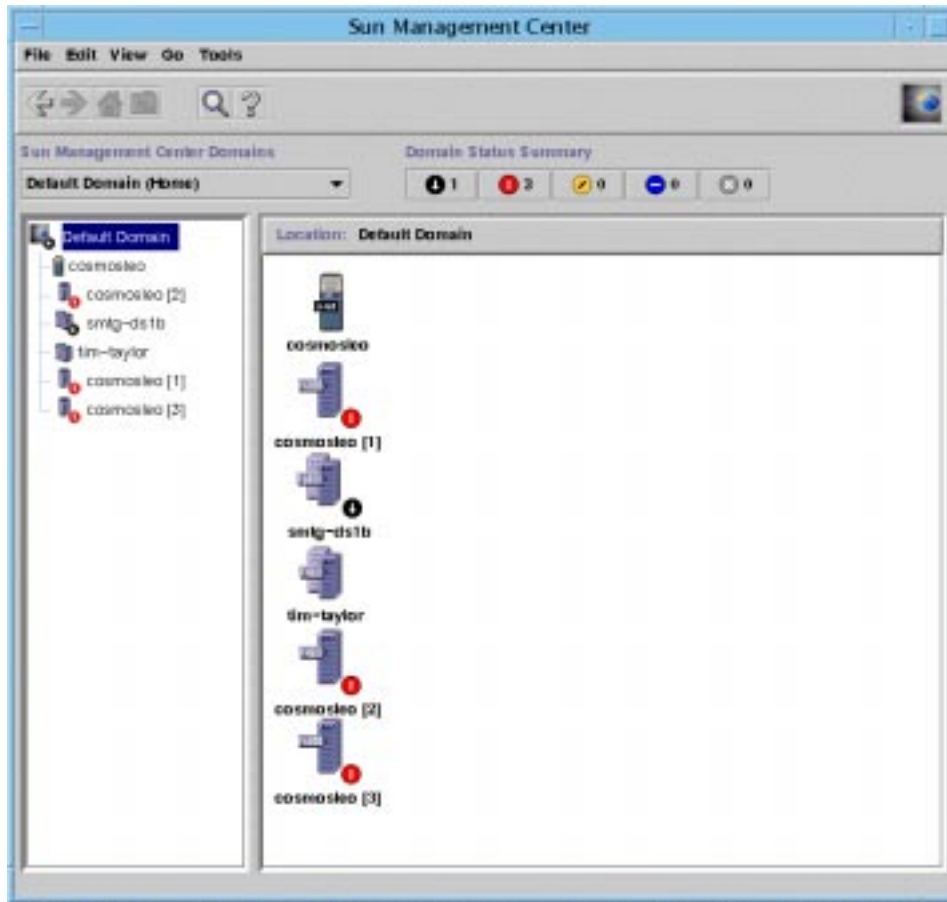 Sun Management Center
File Edit View Go Tools
Sun Management Center Domains
Domain Status Summary
Default Domain (Home)
1 3 0 0 0
Default Domain
cosmosleo
cosmosleo [2]
smtg-ds1b
tim-taylor
cosmosleo [1]
cosmosleo [3]
Location: Default Domain
cosmosleo
cosmosleo [1]
smtg-ds1b
tim-taylor
cosmosleo [2]
cosmosleo [3]